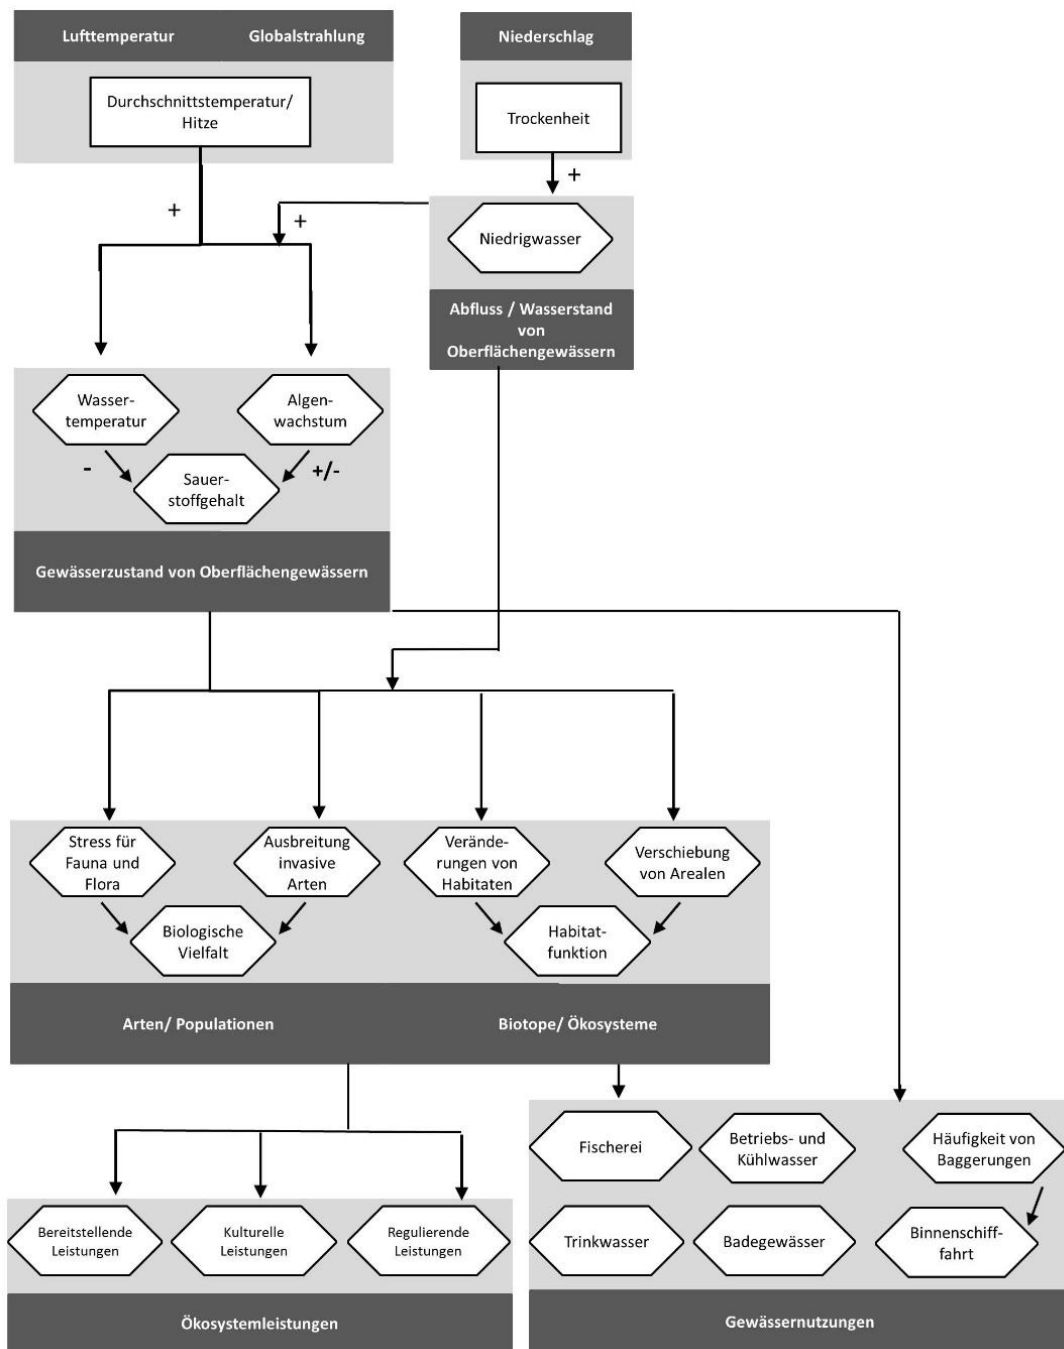 Lufttemperatur
Globalstrahlung
Niederschlag
Durchschnittstemperatur/
Hitze
Trockenheit
+
+
+
Niedrigwasser
Abfluss / Wasserstand
von
Oberflächengewässern
Wasser-
temperatur
Algen-
wachstum
-
+/-
Sauer-
stoffgehalt
Gewässerzustand von Oberflächengewässern
Stress für
Fauna und
Flora
Ausbreitung
invasive
Arten
Verände-
rungen von
Habitaten
Verschiebung
von Arealen
Biologische
Vielfalt
Habitat-
funktion
Arten/ Populationen
Biotope/ Ökosysteme
Fischerei
Betriebs- und
Kühlwasser
Häufigkeit von
Baggerungen
Bereitstellende
Leistungen
Kulturelle
Leistungen
Regulierende
Leistungen
Trinkwasser
Badegewässer
Binnenschiff-
fahrt
Ökosystemleistungen
Gewässernutzungen